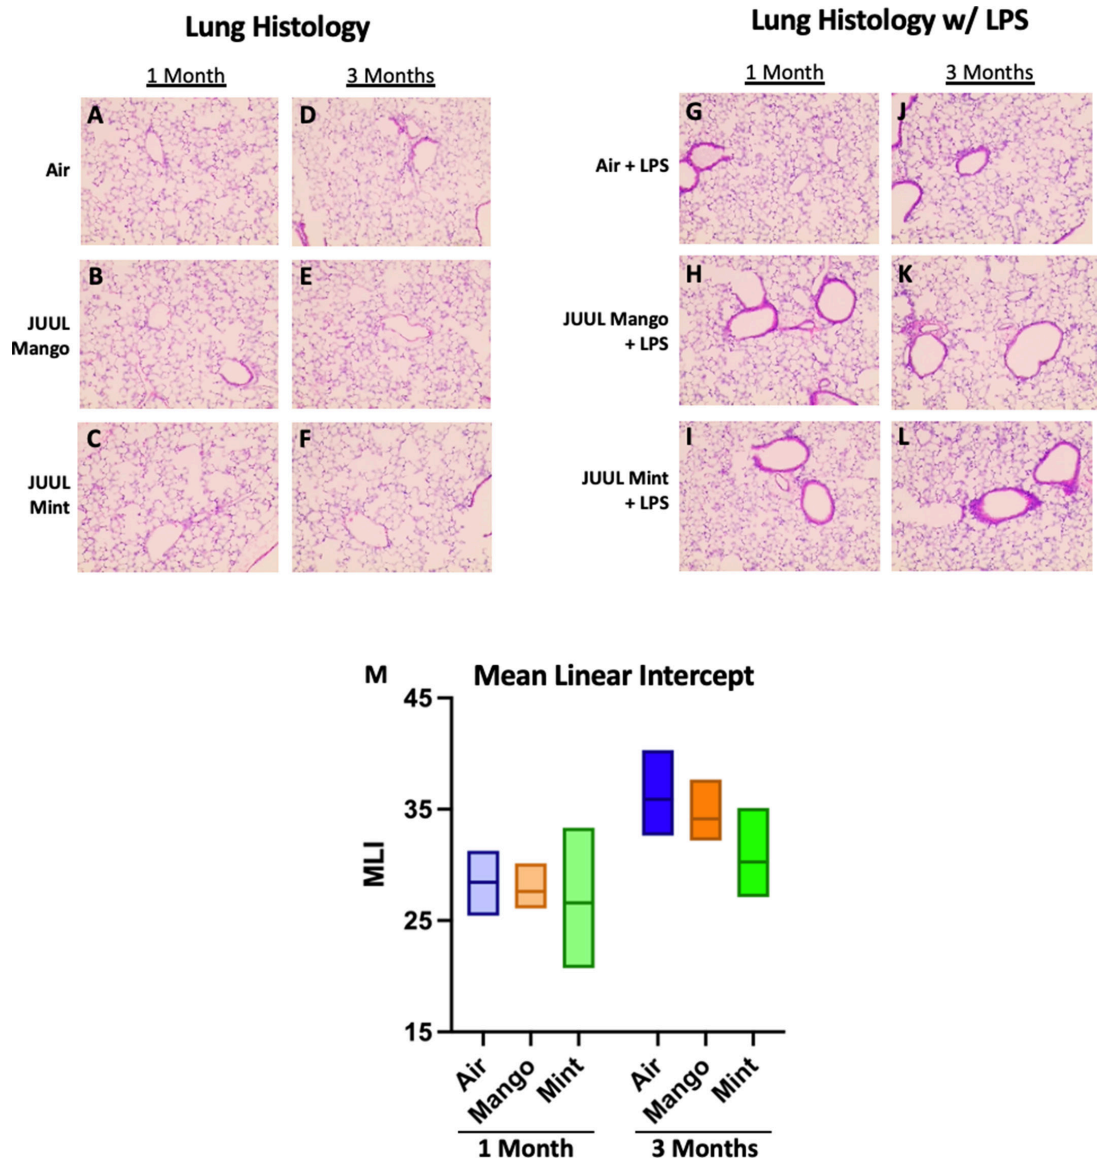 Lung Histology
1 Month 3 Months
A D
Air
B E
JUUL
Mango
C F
JUUL
Mint
Lung Histology w/ LPS
1 Month 3 Months
G J
Air + LPS
H K
JUUL Mango
+ LPS
I L
JUUL Mint
+ LPS
M Mean Linear Intercept
45
35
25
15
MLI
Air Mango Mint Air Mango Mint
1 Month 3 Months